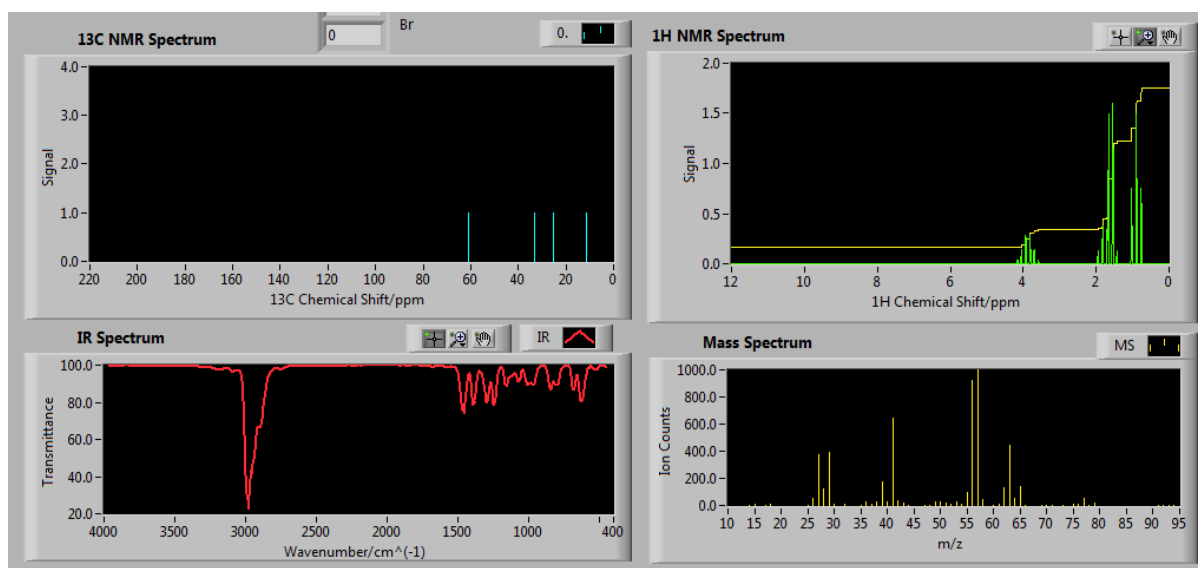 13C NMR Spectrum
0
Br
0.
4.0
3.0
2.0
1.0
0.0
Signal
220 200 180 160 140 120 100 80 60 40 20 0
13C Chemical Shift/ppm
1H NMR Spectrum
2.0
1.5
1.0
0.5
0.0
Signal
12 10 8 6 4 2 0
1H Chemical Shift/ppm
IR Spectrum
IR
100.0
80.0
60.0
40.0
20.0
Transmittance
4000 3000 2000 1500 1000 400
Wavenumber/cm^(-1)
Mass Spectrum
MS
1000.0
800.0
600.0
400.0
200.0
0.0
Ion Counts
10 15 20 25 30 35 40 45 50 55 60 65 70 75 80 85 90 95
m/z